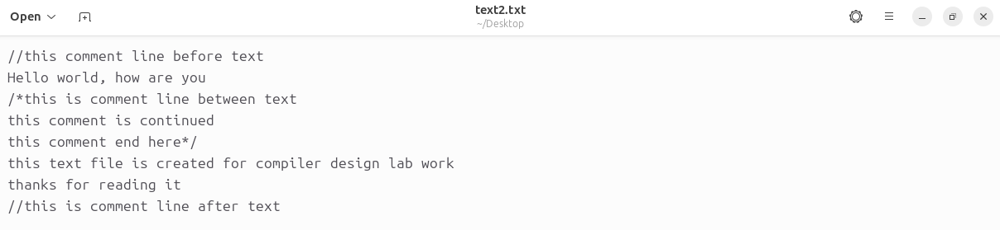 Open
text2.txt
~/Desktop
//this comment line before text
Hello world, how are you
/*this is comment line between text
this comment is continued
this comment end here*/
this text file is created for compiler design lab work
thanks for reading it
//this is comment line after text